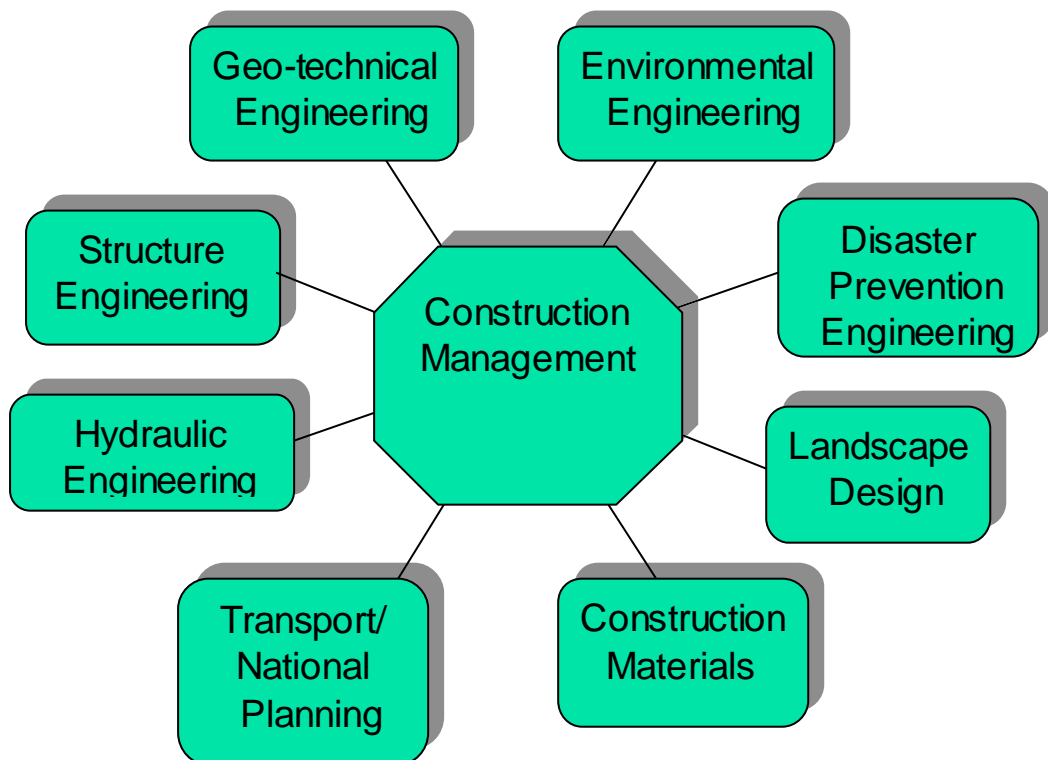 Geo-technical
Engineering
Environmental
Engineering
Structure
Engineering
Disaster
Prevention
Engineering
Construction
Management
Hydraulic
Engineering
Landscape
Design
Transport/
National
Planning
Construction
Materials